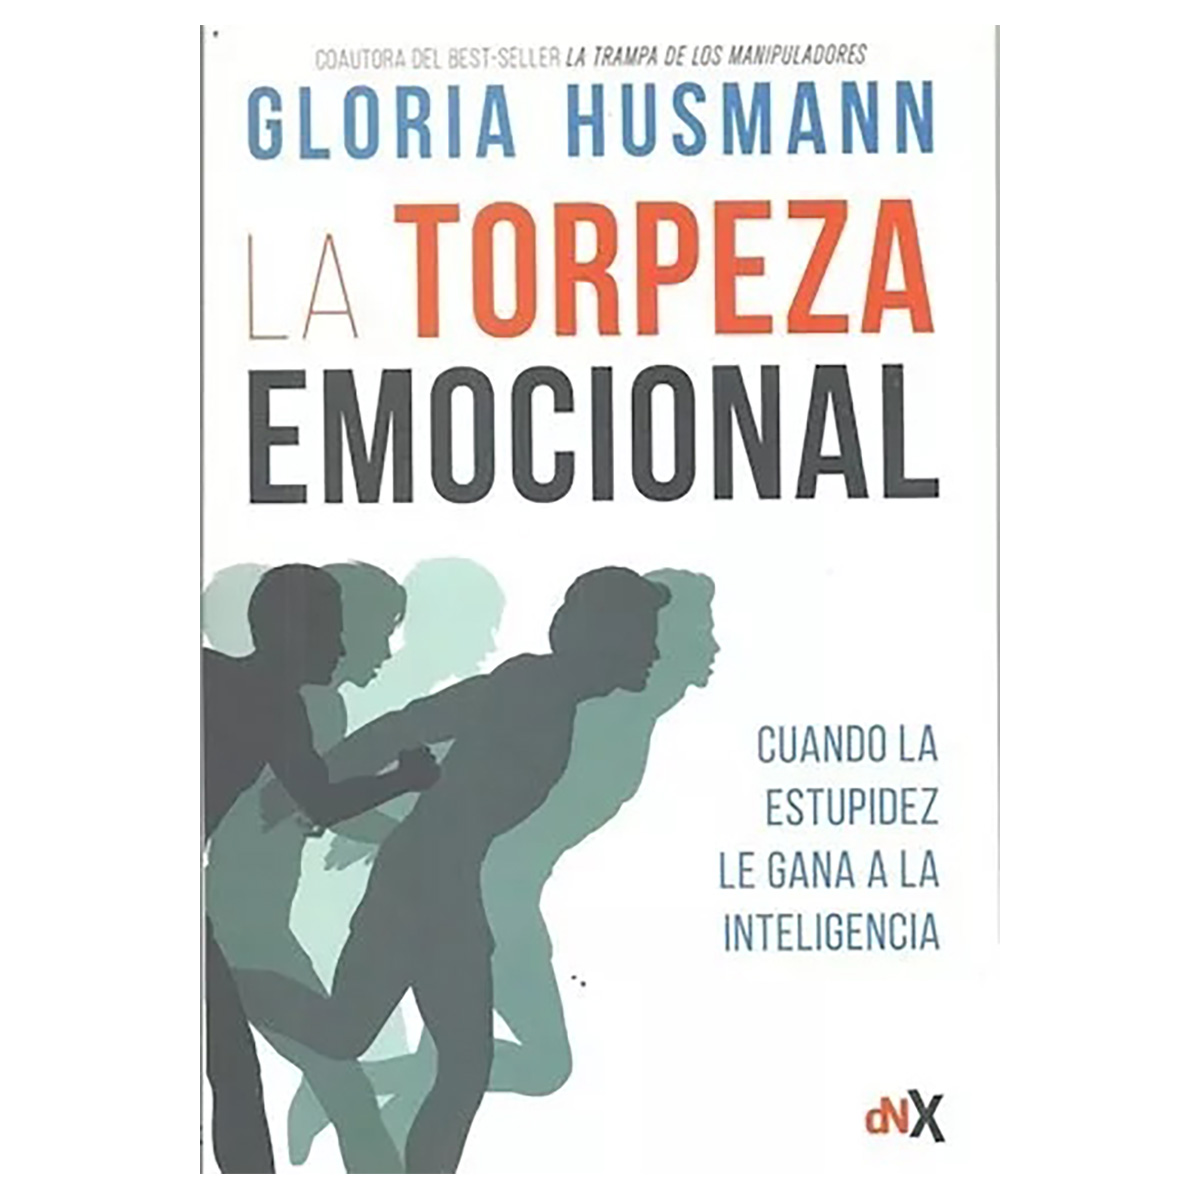 COAUTORA DEL BEST-SELLER LA TRAMPA DE LOS MANIPULADORES
GLORIA HUSMANN
LA TORPEZA
EMOCIONAL
CUANDO LA
ESTUPIDEZ
LE GANA A LA
INTELIGENCIA
dNX